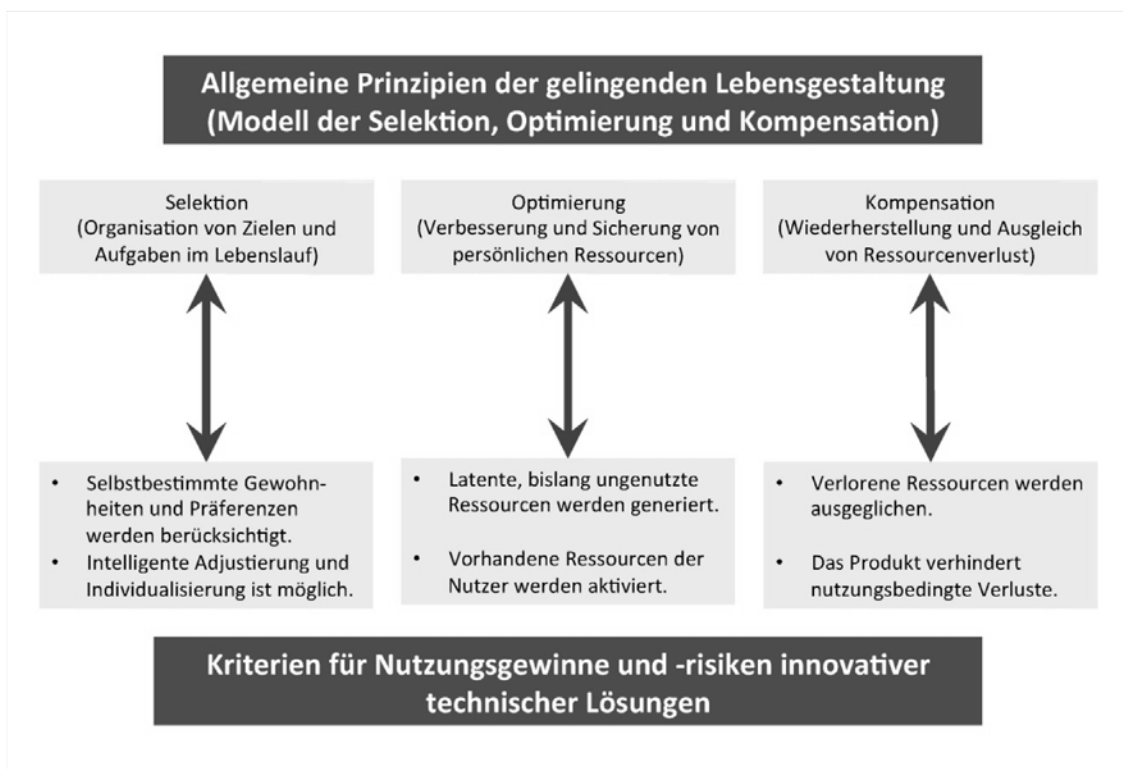 Allgemeine Prinzipien der gelingenden Lebensgestaltung
(Modell der Selektion, Optimierung und Kompensation)
Selektion
(Organisation von Zielen und
Aufgaben im Lebenslauf)
Optimierung
(Verbesserung und Sicherung von
persönlichen Ressourcen)
Kompensation
(Wiederherstellung und Ausgleich
von Ressourcenverlust)
• Selbstbestimmte Gewohn-
heiten und Präferenzen
werden berücksichtigt.
• Intelligente Adjustierung und
Individualisierung ist möglich.
• Latente, bislang ungenutzte
Ressourcen werden generiert.
• Vorhandene Ressourcen der
Nutzer werden aktiviert.
• Verlorene Ressourcen werden
ausgeglichen.
• Das Produkt verhindert
nutzungsbedingte Verluste.
Kriterien für Nutzungsgewinne und -risiken innovativer
technischer Lösungen